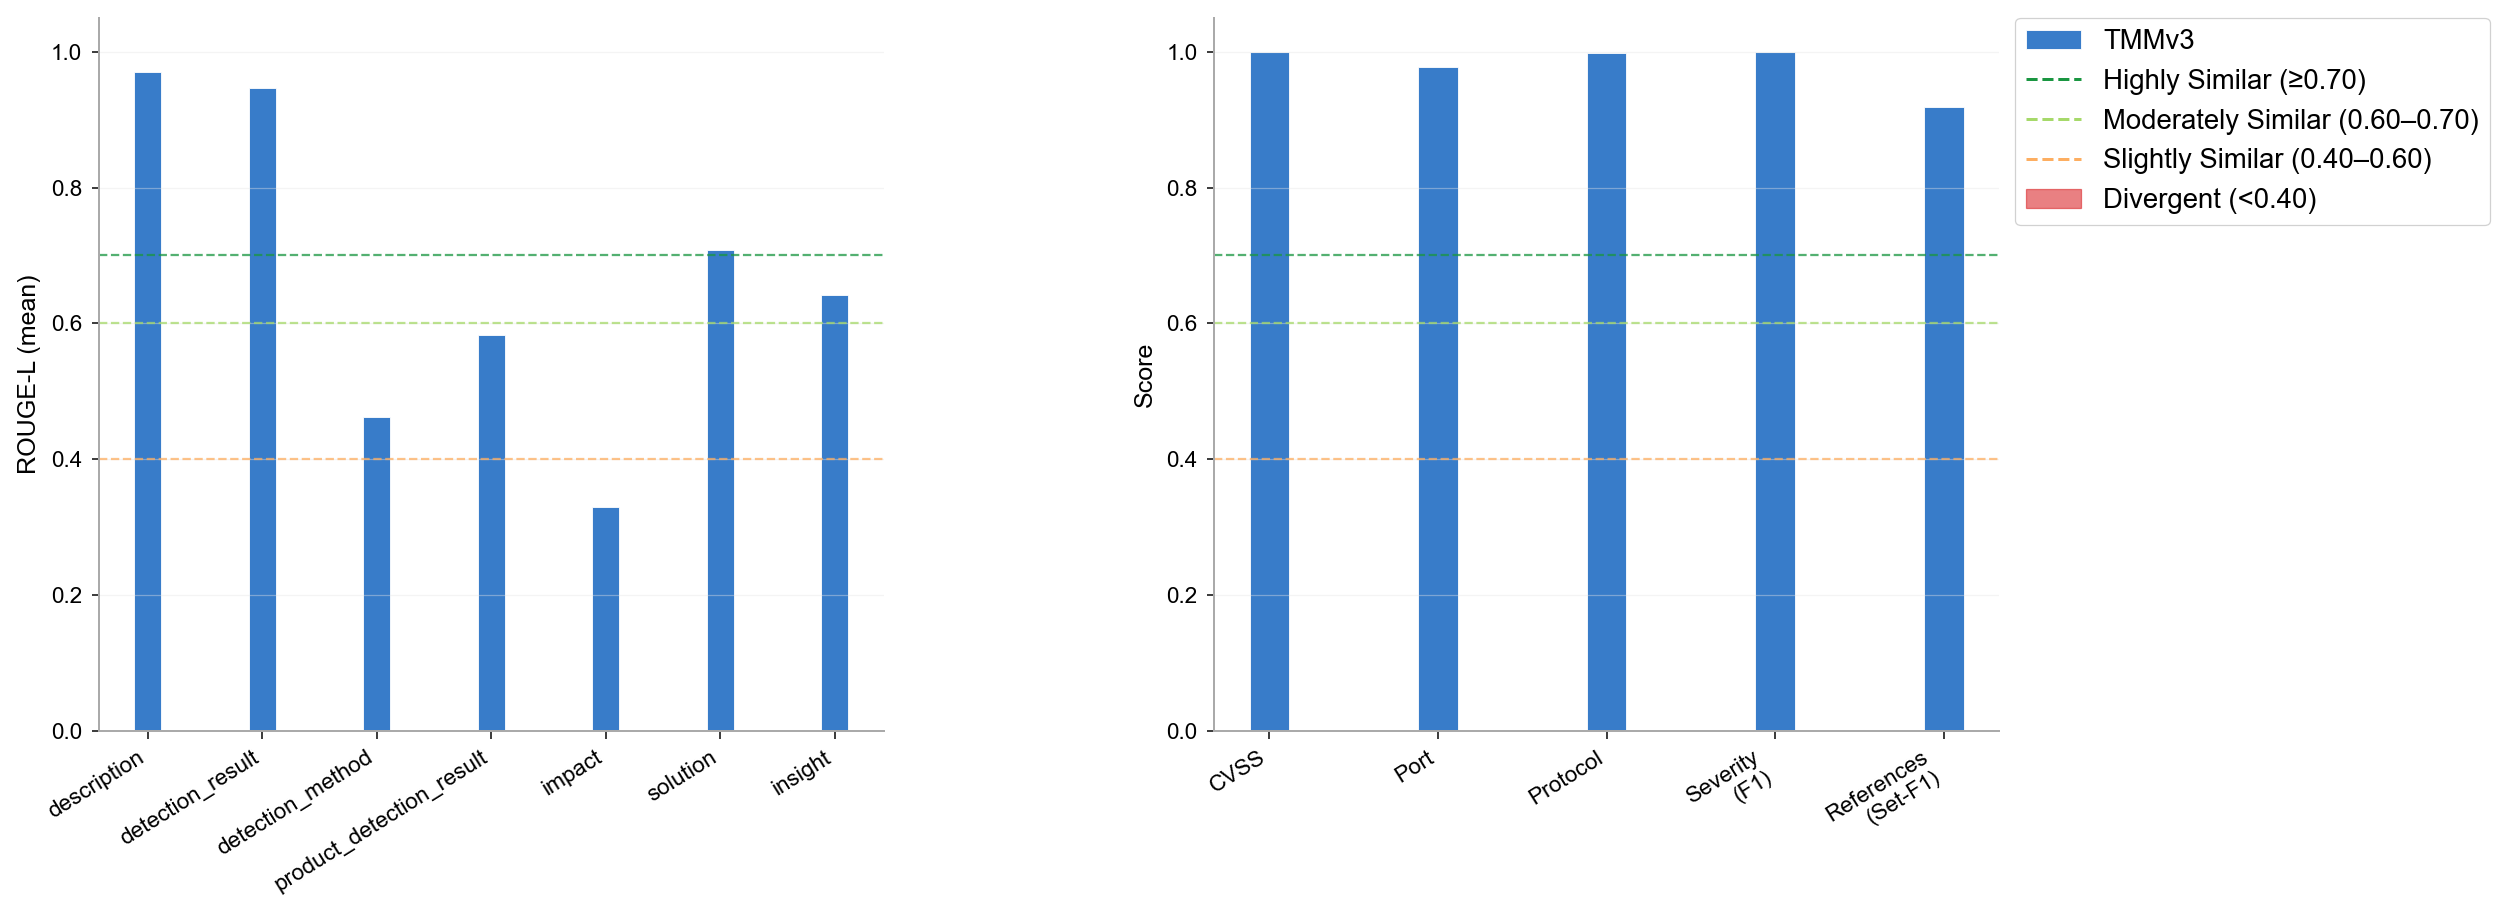 ROUGE-L (mean)
1.0
0.8
0.6
0.4
0.2
0.0
description
detection_result
detection_method
product_detection_result
impact
solution
insight
Score
1.0
0.8
0.6
0.4
0.2
0.0
CVSS
Port
Protocol
Severity
(F1)
References
(Set-F1)
TMMv3
Highly Similar (≥0.70)
Moderately Similar (0.60–0.70)
Slightly Similar (0.40–0.60)
Divergent (<0.40)